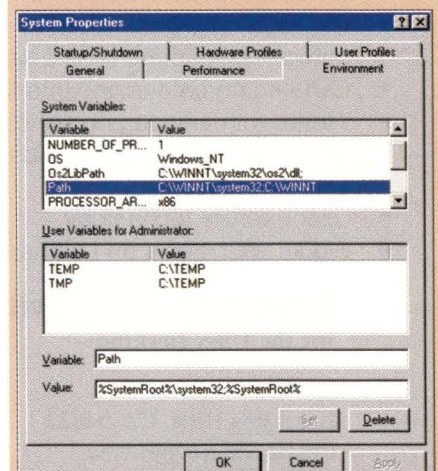 System Properties
Startup/Shutdown Hardware Profiles User Profiles
General Performance Environment
System Variables:
Variable Value
NUMBER_OF_PR... 1
OS Windows_NT
Os2LibPath C:\WINNT\system32\os2\dll;
Path C:\WINNT\system32;C:\WINNT
PROCESSOR_AR... x86
User Variables for Administrator:
Variable Value
TEMP C:\TEMP
TMP C:\TEMP
Variable: Path
Value: %SystemRoot%\system32;%SystemRoot%
Set Delete
OK Cancel Apply